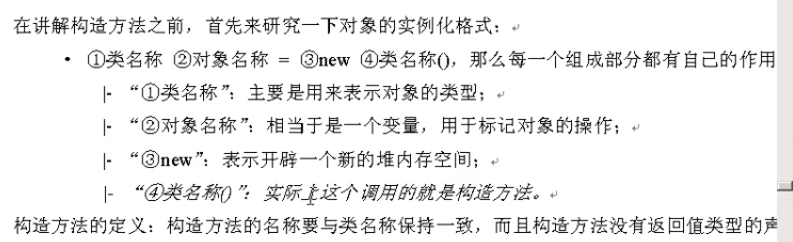 在讲解构造方法之前，首先来研究一下对象的实例化格式：
• ①类名称 ②对象名称 = ③new ④类名称()，那么每一个组成部分都有自己的作用
|- “①类名称”：主要是用来表示对象的类型；
|- “②对象名称”：相当于是一个变量，用于标记对象的操作；
|- “③new”：表示开辟一个新的堆内存空间；
|- “④类名称()”：实际上这个调用的就是构造方法。
构造方法的定义：构造方法的名称要与类名称保持一致，而且构造方法没有返回值类型的声